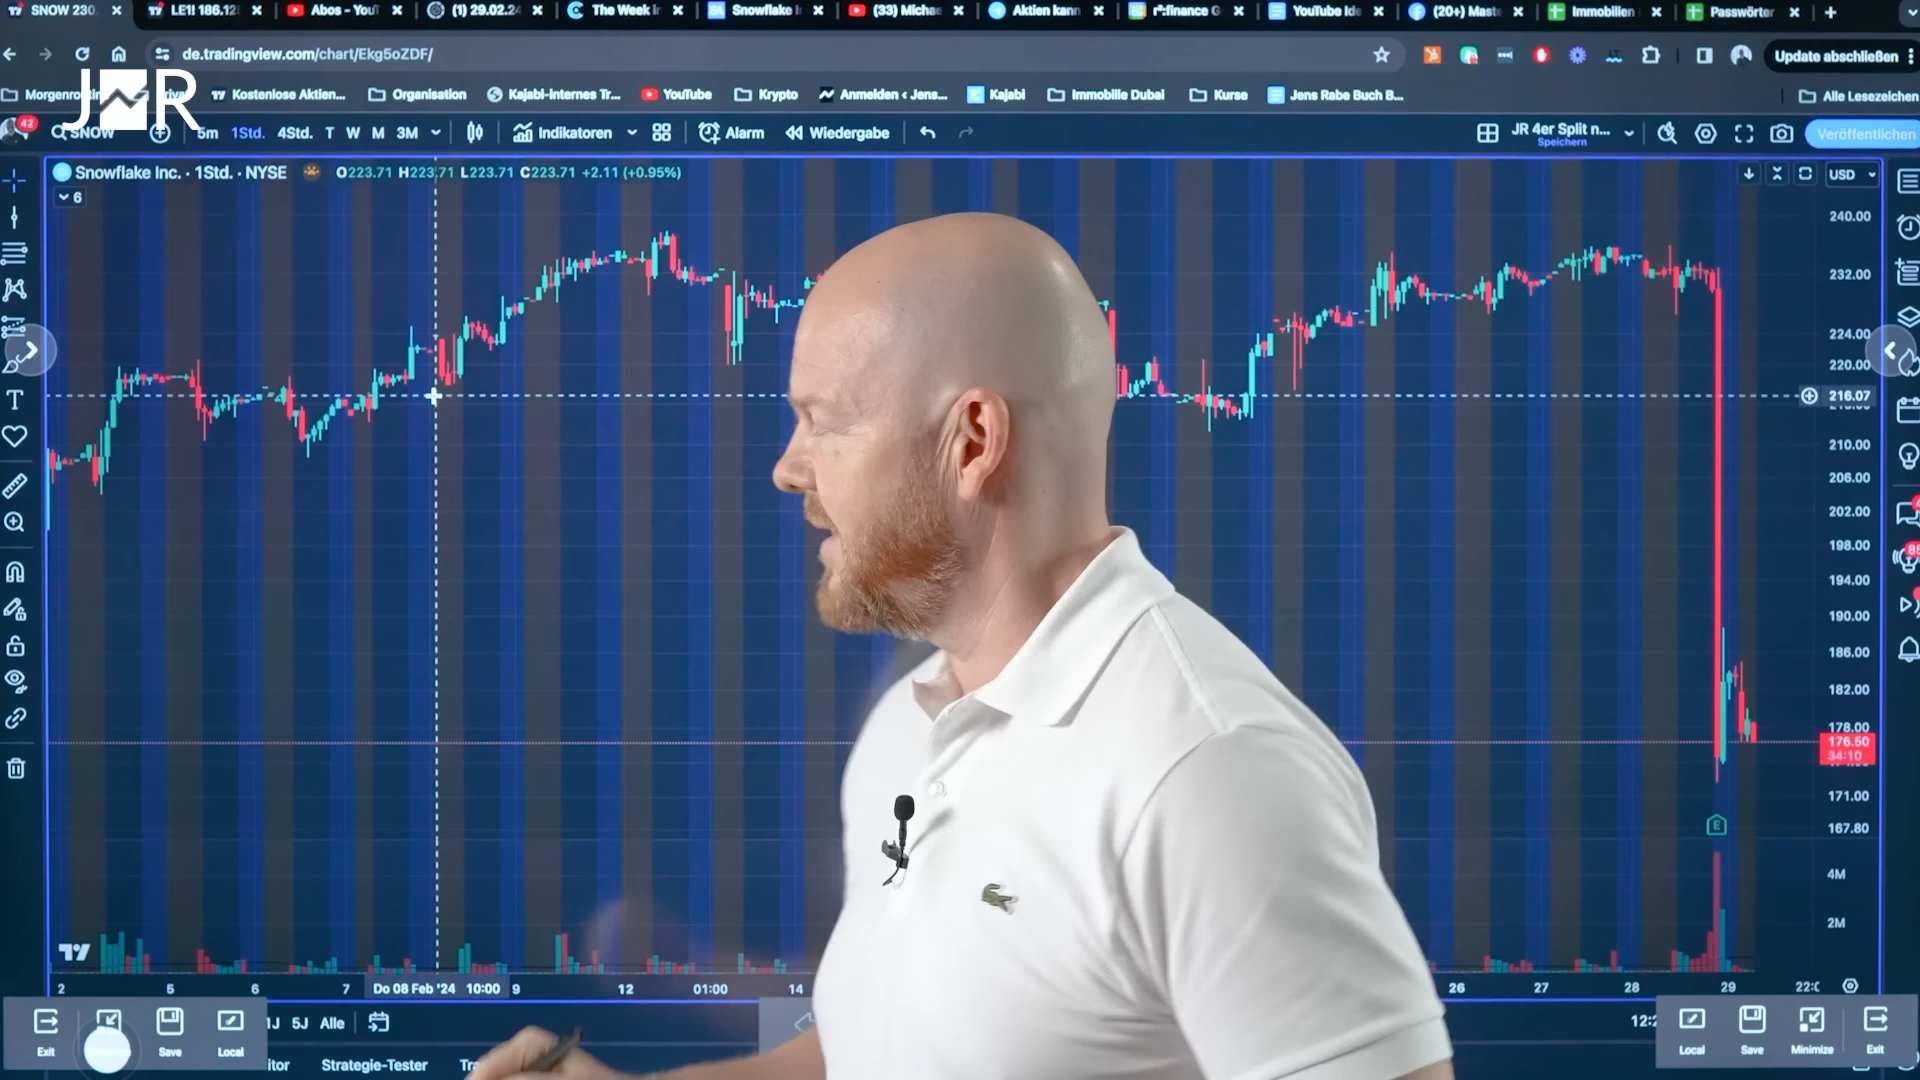 SNOW 230.
LE1! 186.12
Abos - YouT
(1) 29.02.24
The Week in
Snowflake I
(33) Michae
Aktien kann
r²:finance G
YouTube Ide
(20+) Mast
Immobilien
Passwörter
de.tradingview.com/chart/Ekg5oZDF/
Update abschließen
JMR
Morgenrou
Kostenlose Aktien...
Organisation
Kajabi-internes Tr...
YouTube
Krypto
Anmelden ‹ Jens...
Kajabi
Immobilie Dubai
Kurse
Jens Rabe Buch B...
Alle Lesezeichen
42
SNOW
5m 1Std. 4Std. T W M 3M
Indikatoren
Alarm
Wiedergabe
JR 4er Split n...
Speichern
Veröffentlichen
Snowflake Inc. · 1Std. · NYSE
O223.71 H223.71 L223.71 C223.71 +2.11 (+0.95%)
USD
6
240.00
232.00
224.00
220.00
216.07
210.00
206.00
202.00
198.00
194.00
190.00
186.00
182.00
178.00
176.50
34:10
171.00
167.80
E
4M
2M
2 5 6 7 Do 08 Feb '24 10:00 9 12 01:00 14 26 27 28 29
Exit
Save
Local
1J 5J Alle
Strategie-Tester
Local
Save
Minimize
Exit